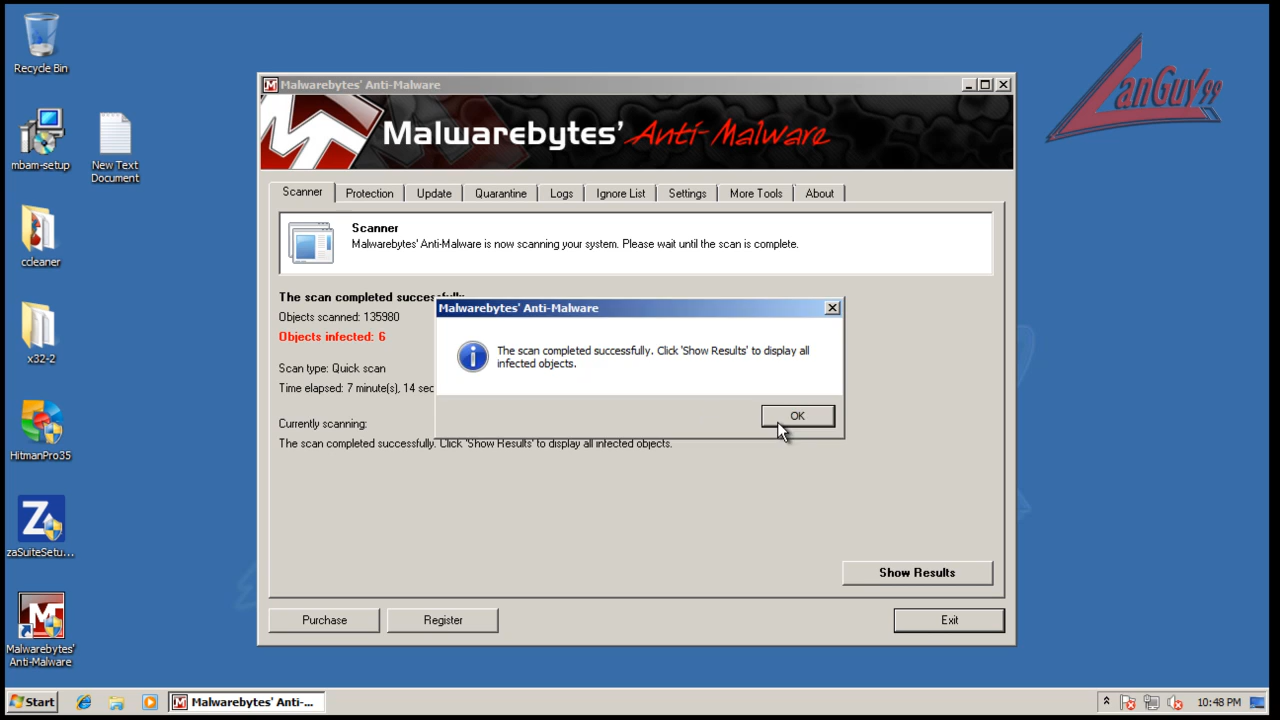 Recycle Bin
mbam-setup
New Text
Document
ccleaner
x32-2
HitmanPro35
zaSuiteSetu...
Malwarebytes'
Anti-Malware
LanGuy99
Malwarebytes' Anti-Malware
Malwarebytes' Anti-Malware
Scanner Protection Update Quarantine Logs Ignore List Settings More Tools About
Scanner
Malwarebytes' Anti-Malware is now scanning your system. Please wait until the scan is complete.
The scan completed successfully.
Objects scanned: 135980
Objects infected: 6
Scan type: Quick scan
Time elapsed: 7 minute(s), 14 sec
Currently scanning:
The scan completed successfully. Click 'Show Results' to display all infected objects.
Malwarebytes' Anti-Malware
The scan completed successfully. Click 'Show Results' to display all
infected objects.
OK
Show Results
Purchase Register Exit
Start Malwarebytes' Anti-... 10:48 PM